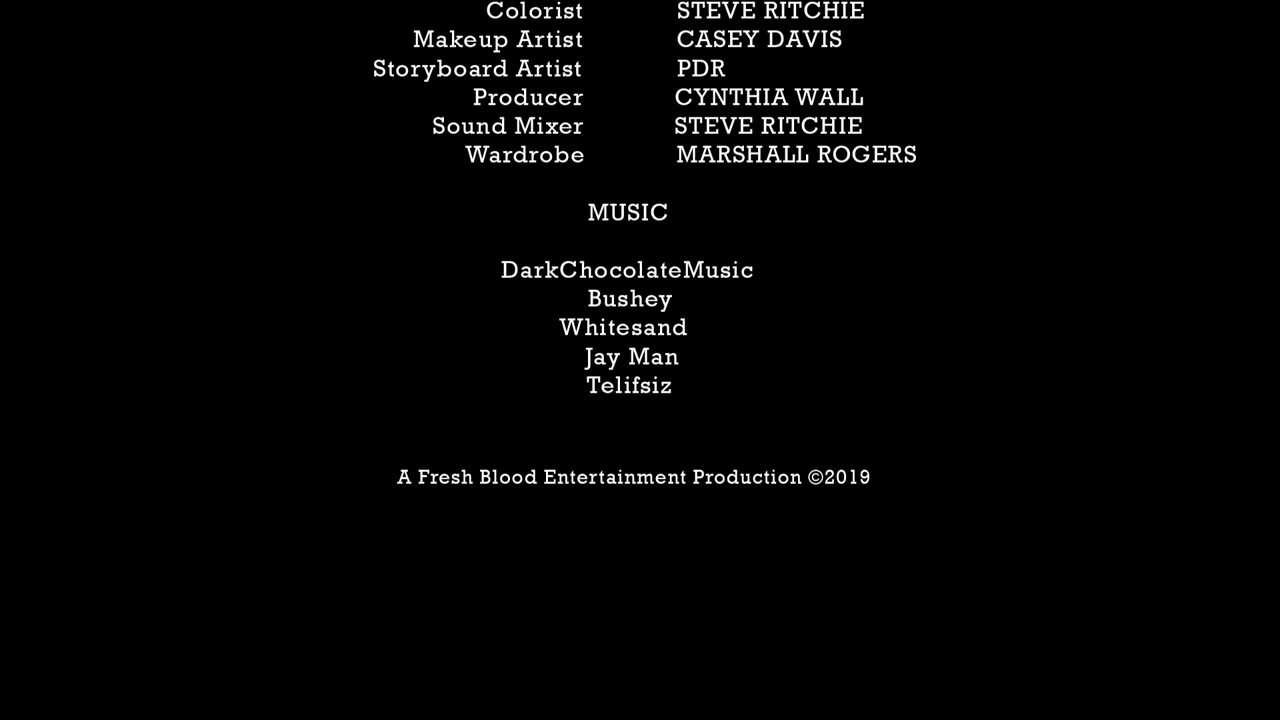 Colorist STEVE RITCHIE
Makeup Artist CASEY DAVIS
Storyboard Artist PDR
Producer CYNTHIA WALL
Sound Mixer STEVE RITCHIE
Wardrobe MARSHALL ROGERS
MUSIC
DarkChocolateMusic
Bushey
Whitesand
Jay Man
Telifsiz
A Fresh Blood Entertainment Production ©2019